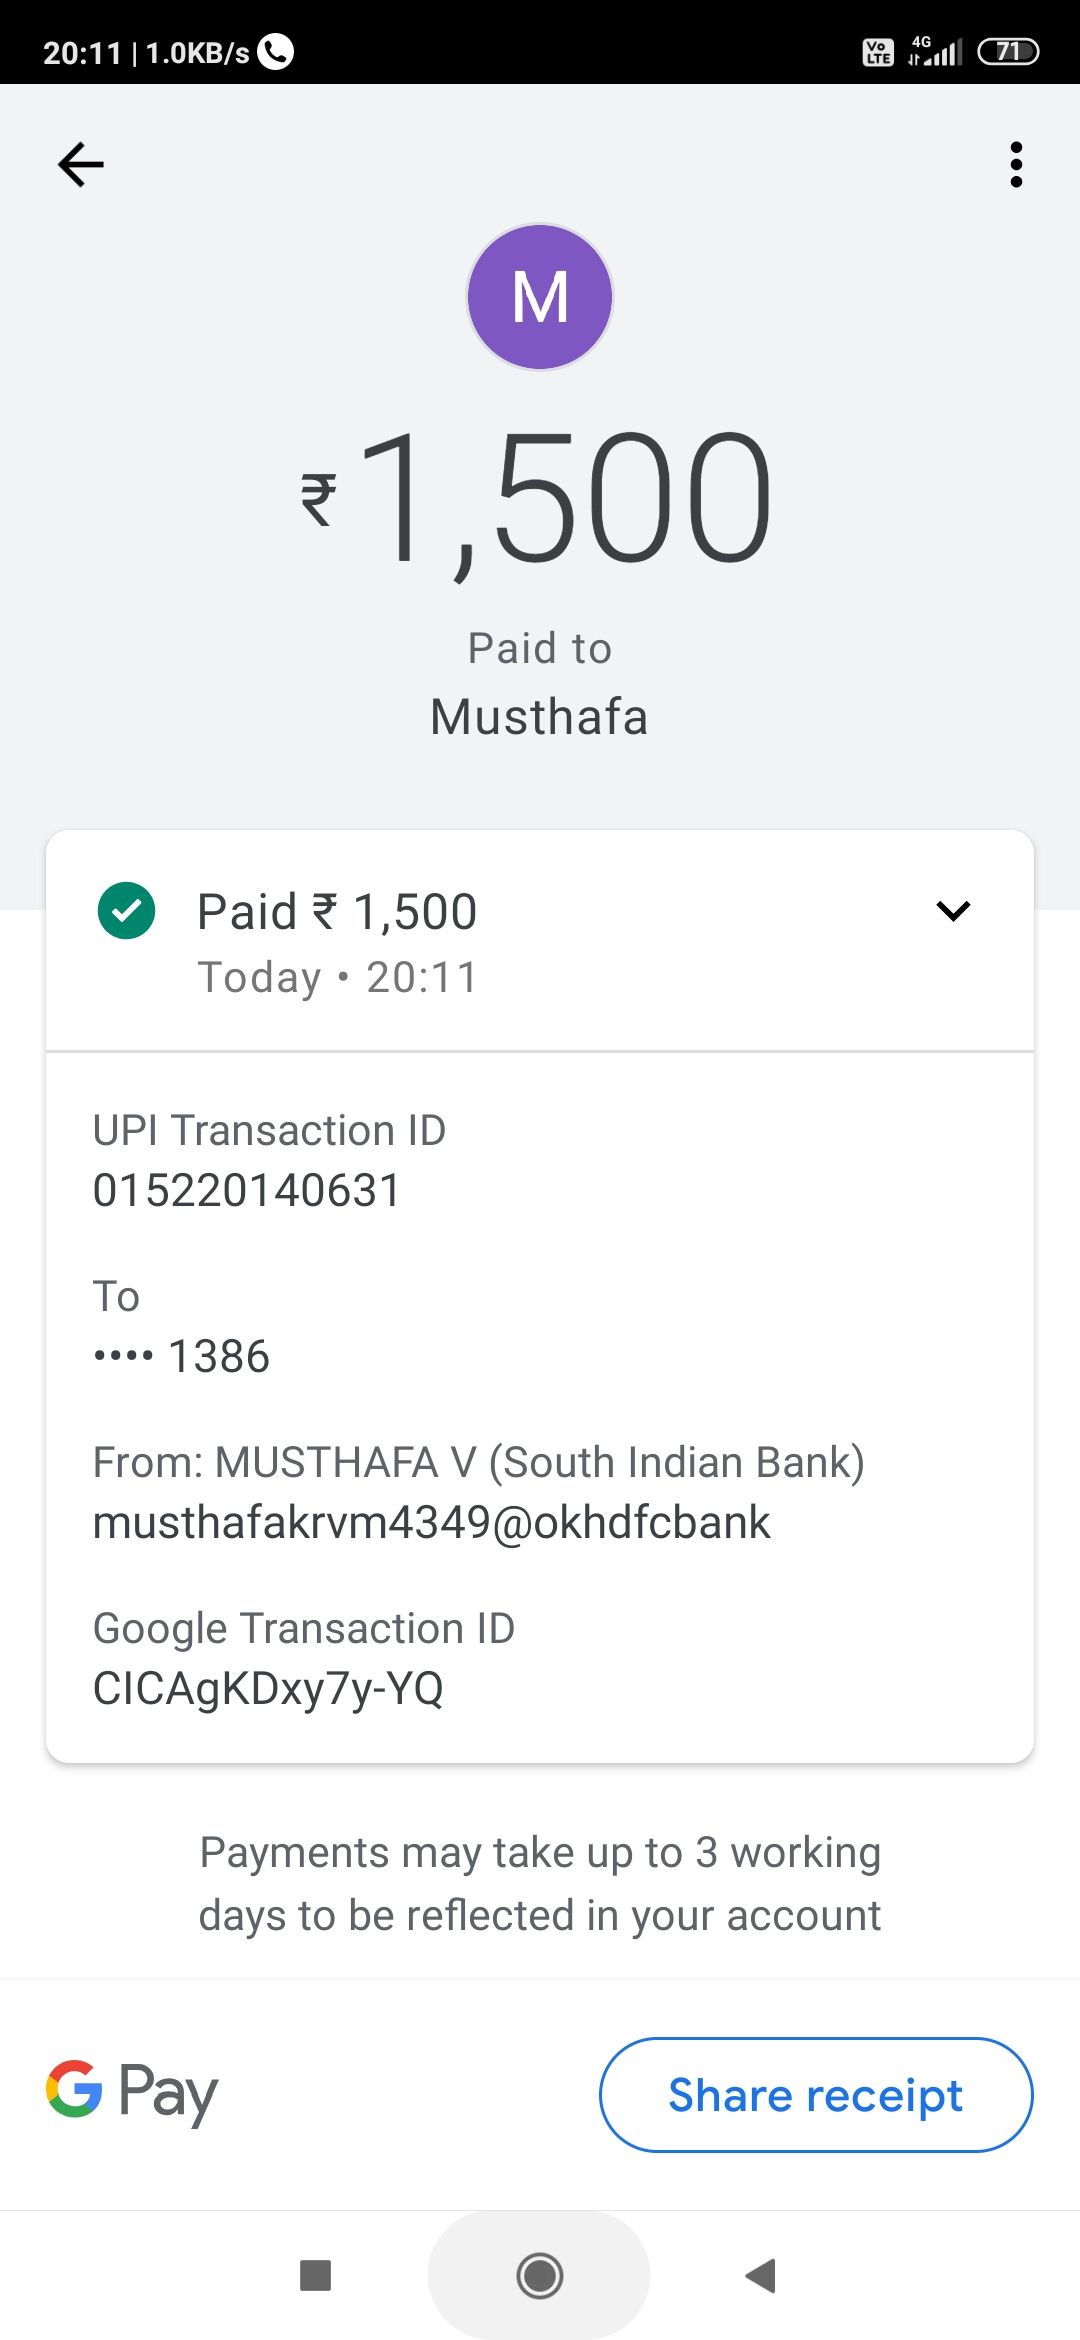 20:11 | 1.0KB/s
Vo LTE 4G 71
M
₹1,500
Paid to
Musthafa
Paid ₹ 1,500
Today • 20:11
UPI Transaction ID
015220140631
To
•••• 1386
From: MUSTHAFA V (South Indian Bank)
musthafakrvm4349@okhdfcbank
Google Transaction ID
CICAgKDxy7y-YQ
Payments may take up to 3 working
days to be reflected in your account
G Pay
Share receipt